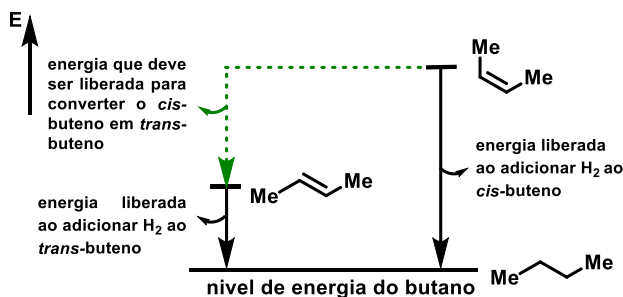 E
energia que deve
ser liberada para
converter o cis-
buteno em trans-
buteno
Me
Me
energia liberada
ao adicionar H₂ ao
cis-buteno
Me
Me
energia liberada
ao adicionar H₂ ao
trans-buteno
Me
Me
nivel de energia do butano